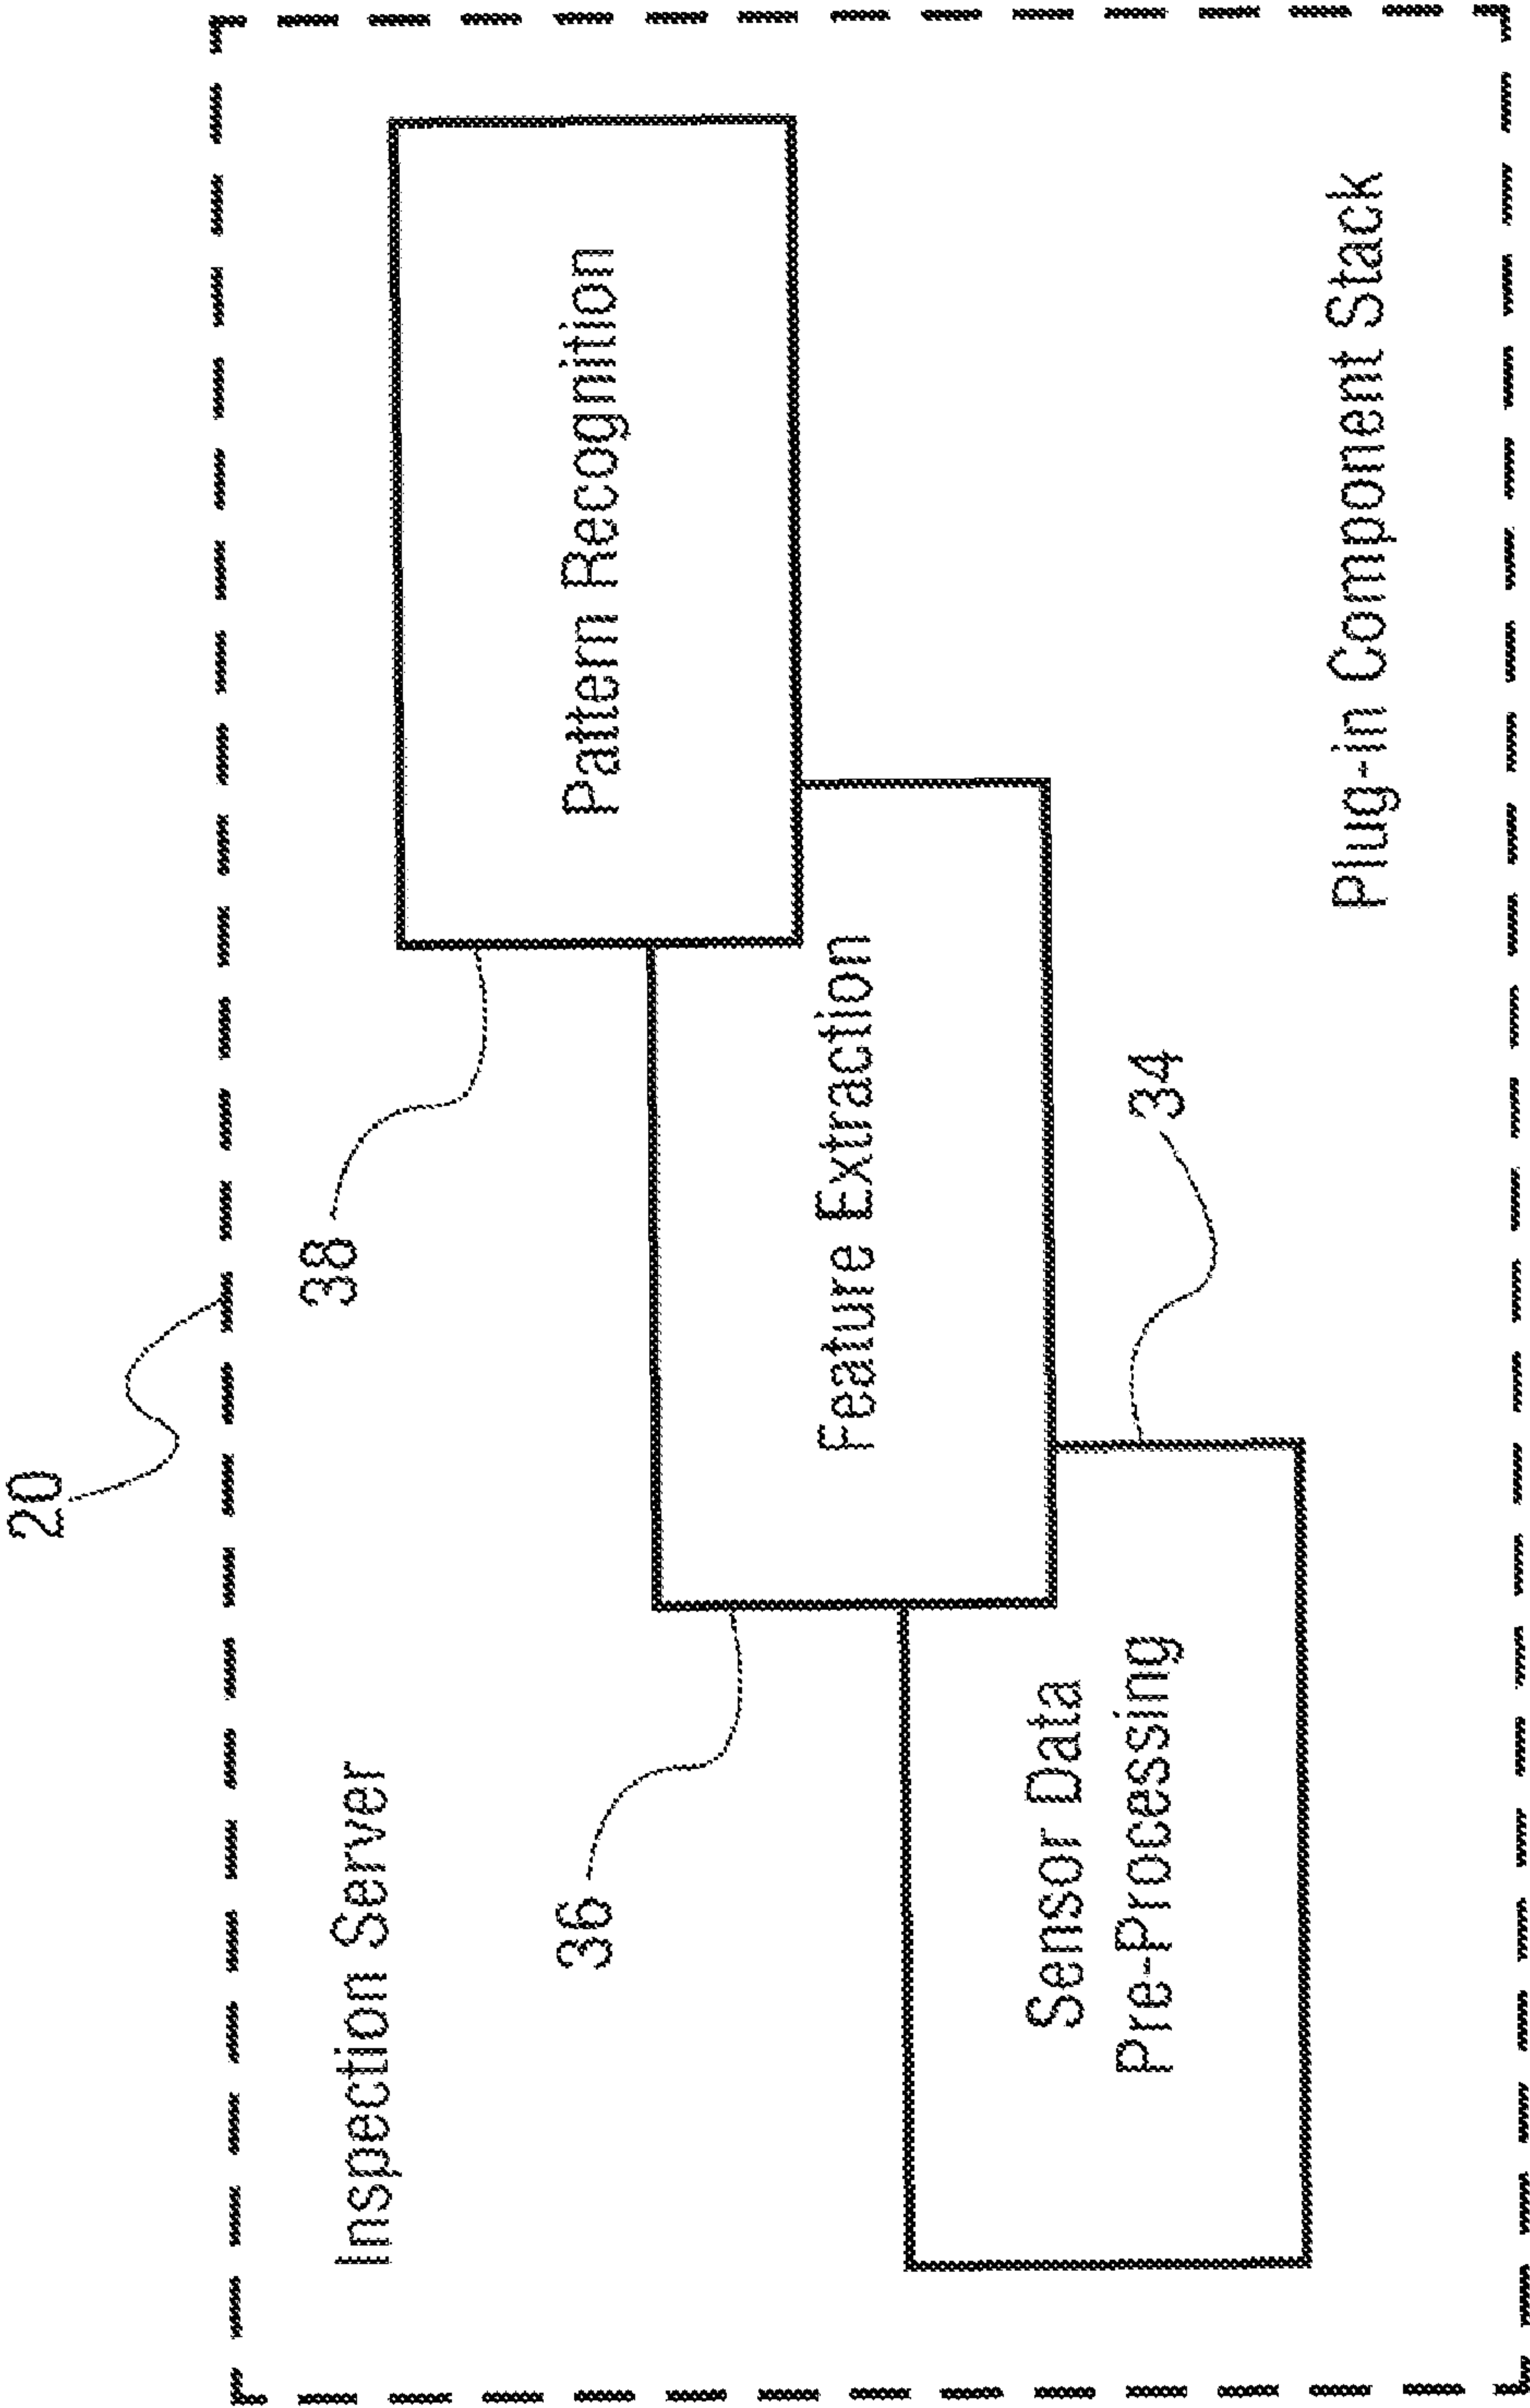 20
Inspection Server
38
Pattern Recognition
36
Feature Extraction
Sensor Data
Pre-Processing
34
Plug-in Component Stack